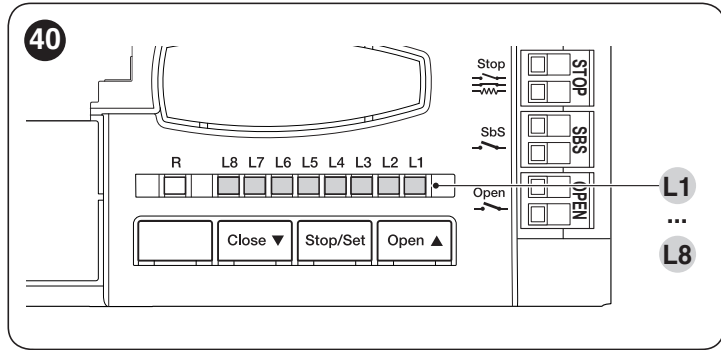 40
Stop
STOP
SbS
SBS
R L8 L7 L6 L5 L4 L3 L2 L1
Open
OPEN
L1
...
L8
Close ▼ Stop/Set Open ▲